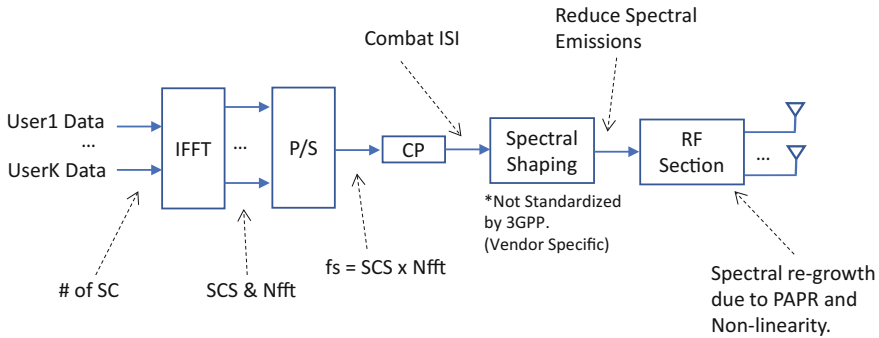 Reduce Spectral
Emissions
Combat ISI
User1 Data
...
UserK Data
IFFT
...
P/S
CP
Spectral
Shaping
RF
Section
...
*Not Standardized
by 3GPP.
(Vendor Specific)
# of SC
SCS & Nfft
fs = SCS x Nfft
Spectral re-growth
due to PAPR and
Non-linearity.